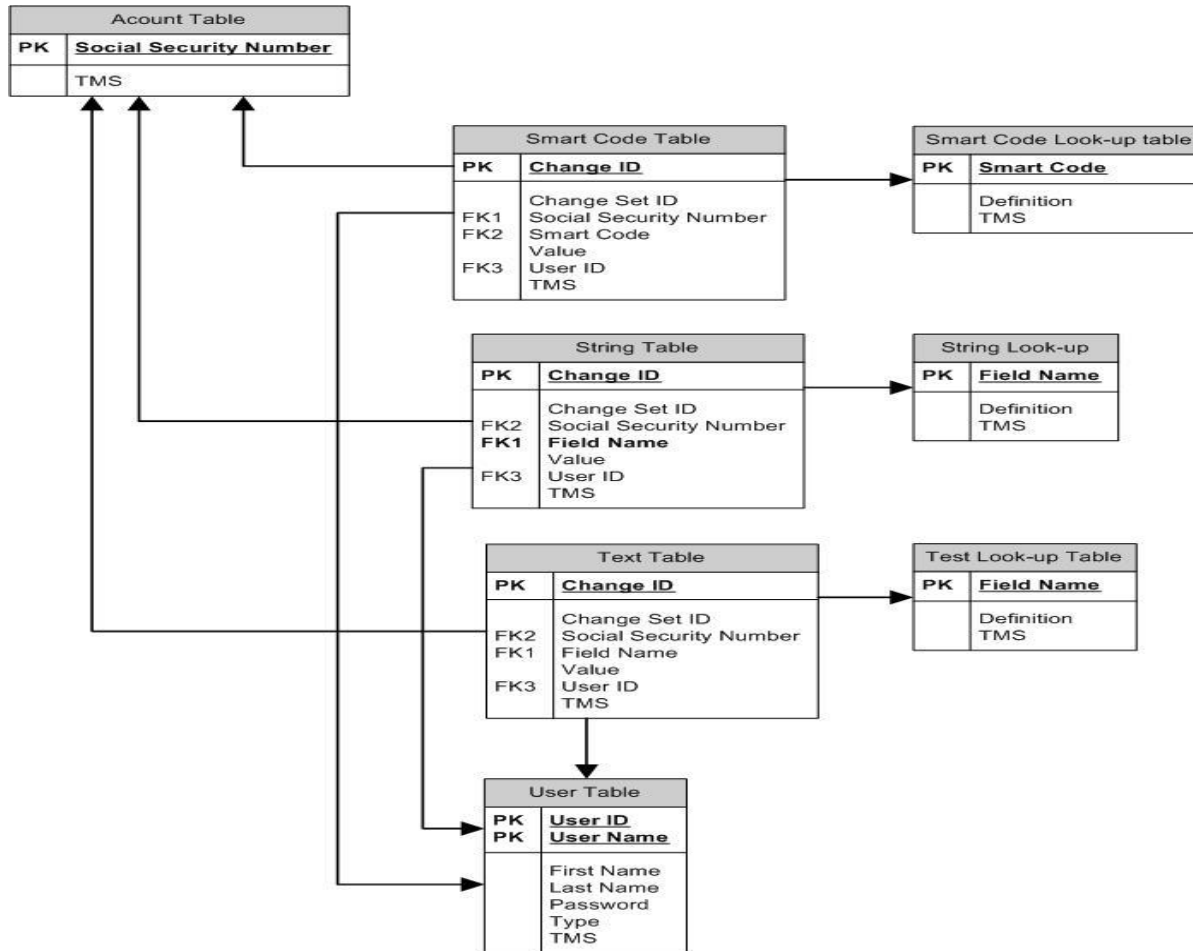 Acount Table
PK Social Security Number
TMS
Smart Code Table
PK Change ID
Change Set ID
FK1 Social Security Number
FK2 Smart Code
Value
FK3 User ID
TMS
Smart Code Look-up table
PK Smart Code
Definition
TMS
String Table
PK Change ID
Change Set ID
FK2 Social Security Number
FK1 Field Name
Value
FK3 User ID
TMS
String Look-up
PK Field Name
Definition
TMS
Text Table
PK Change ID
Change Set ID
FK2 Social Security Number
FK1 Field Name
Value
FK3 User ID
TMS
Test Look-up Table
PK Field Name
Definition
TMS
User Table
PK User ID
PK User Name
First Name
Last Name
Password
Type
TMS